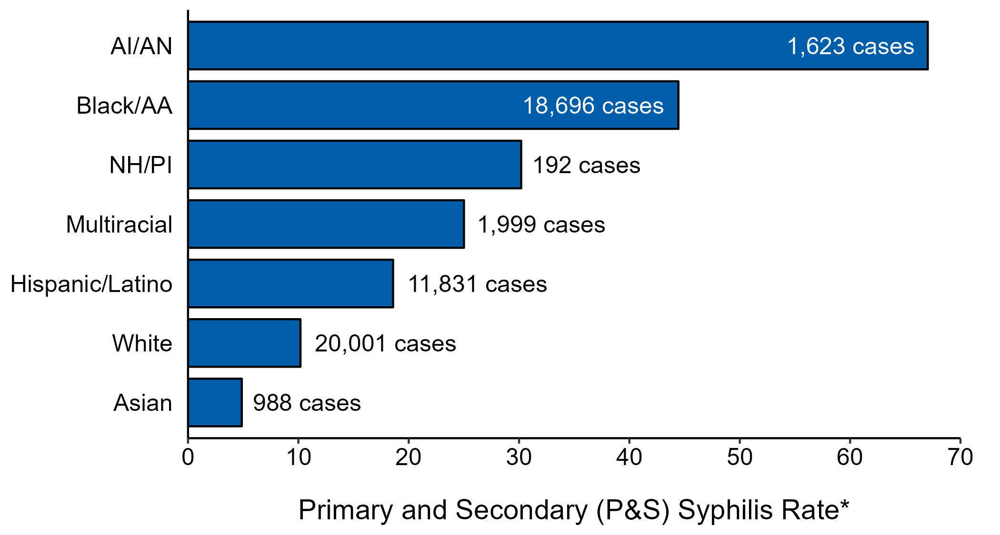 AI/AN 1,623 cases
Black/AA 18,696 cases
NH/PI 192 cases
Multiracial 1,999 cases
Hispanic/Latino 11,831 cases
White 20,001 cases
Asian 988 cases
0 10 20 30 40 50 60 70
Primary and Secondary (P&S) Syphilis Rate*